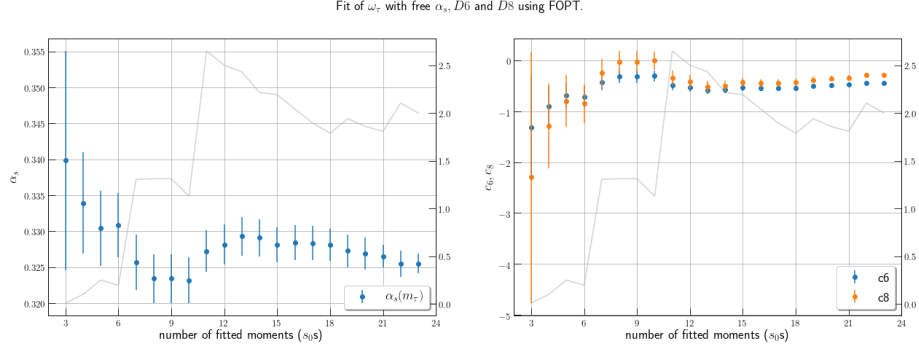 Fit of ω_τ with free α_s, D6 and D8 using FOPT.
0.355
0.350
0.345
0.340
0.335
0.330
0.325
0.320
α_s
2.5
2.0
1.5
1.0
0.5
0.0
α_s(m_τ)
3 6 9 12 15 18 21 24
number of fitted moments (s_0s)
0
−1
−2
−3
−4
−5
c_6, c_8
2.5
2.0
1.5
1.0
0.5
0.0
c6
c8
3 6 9 12 15 18 21 24
number of fitted moments (s_0s)